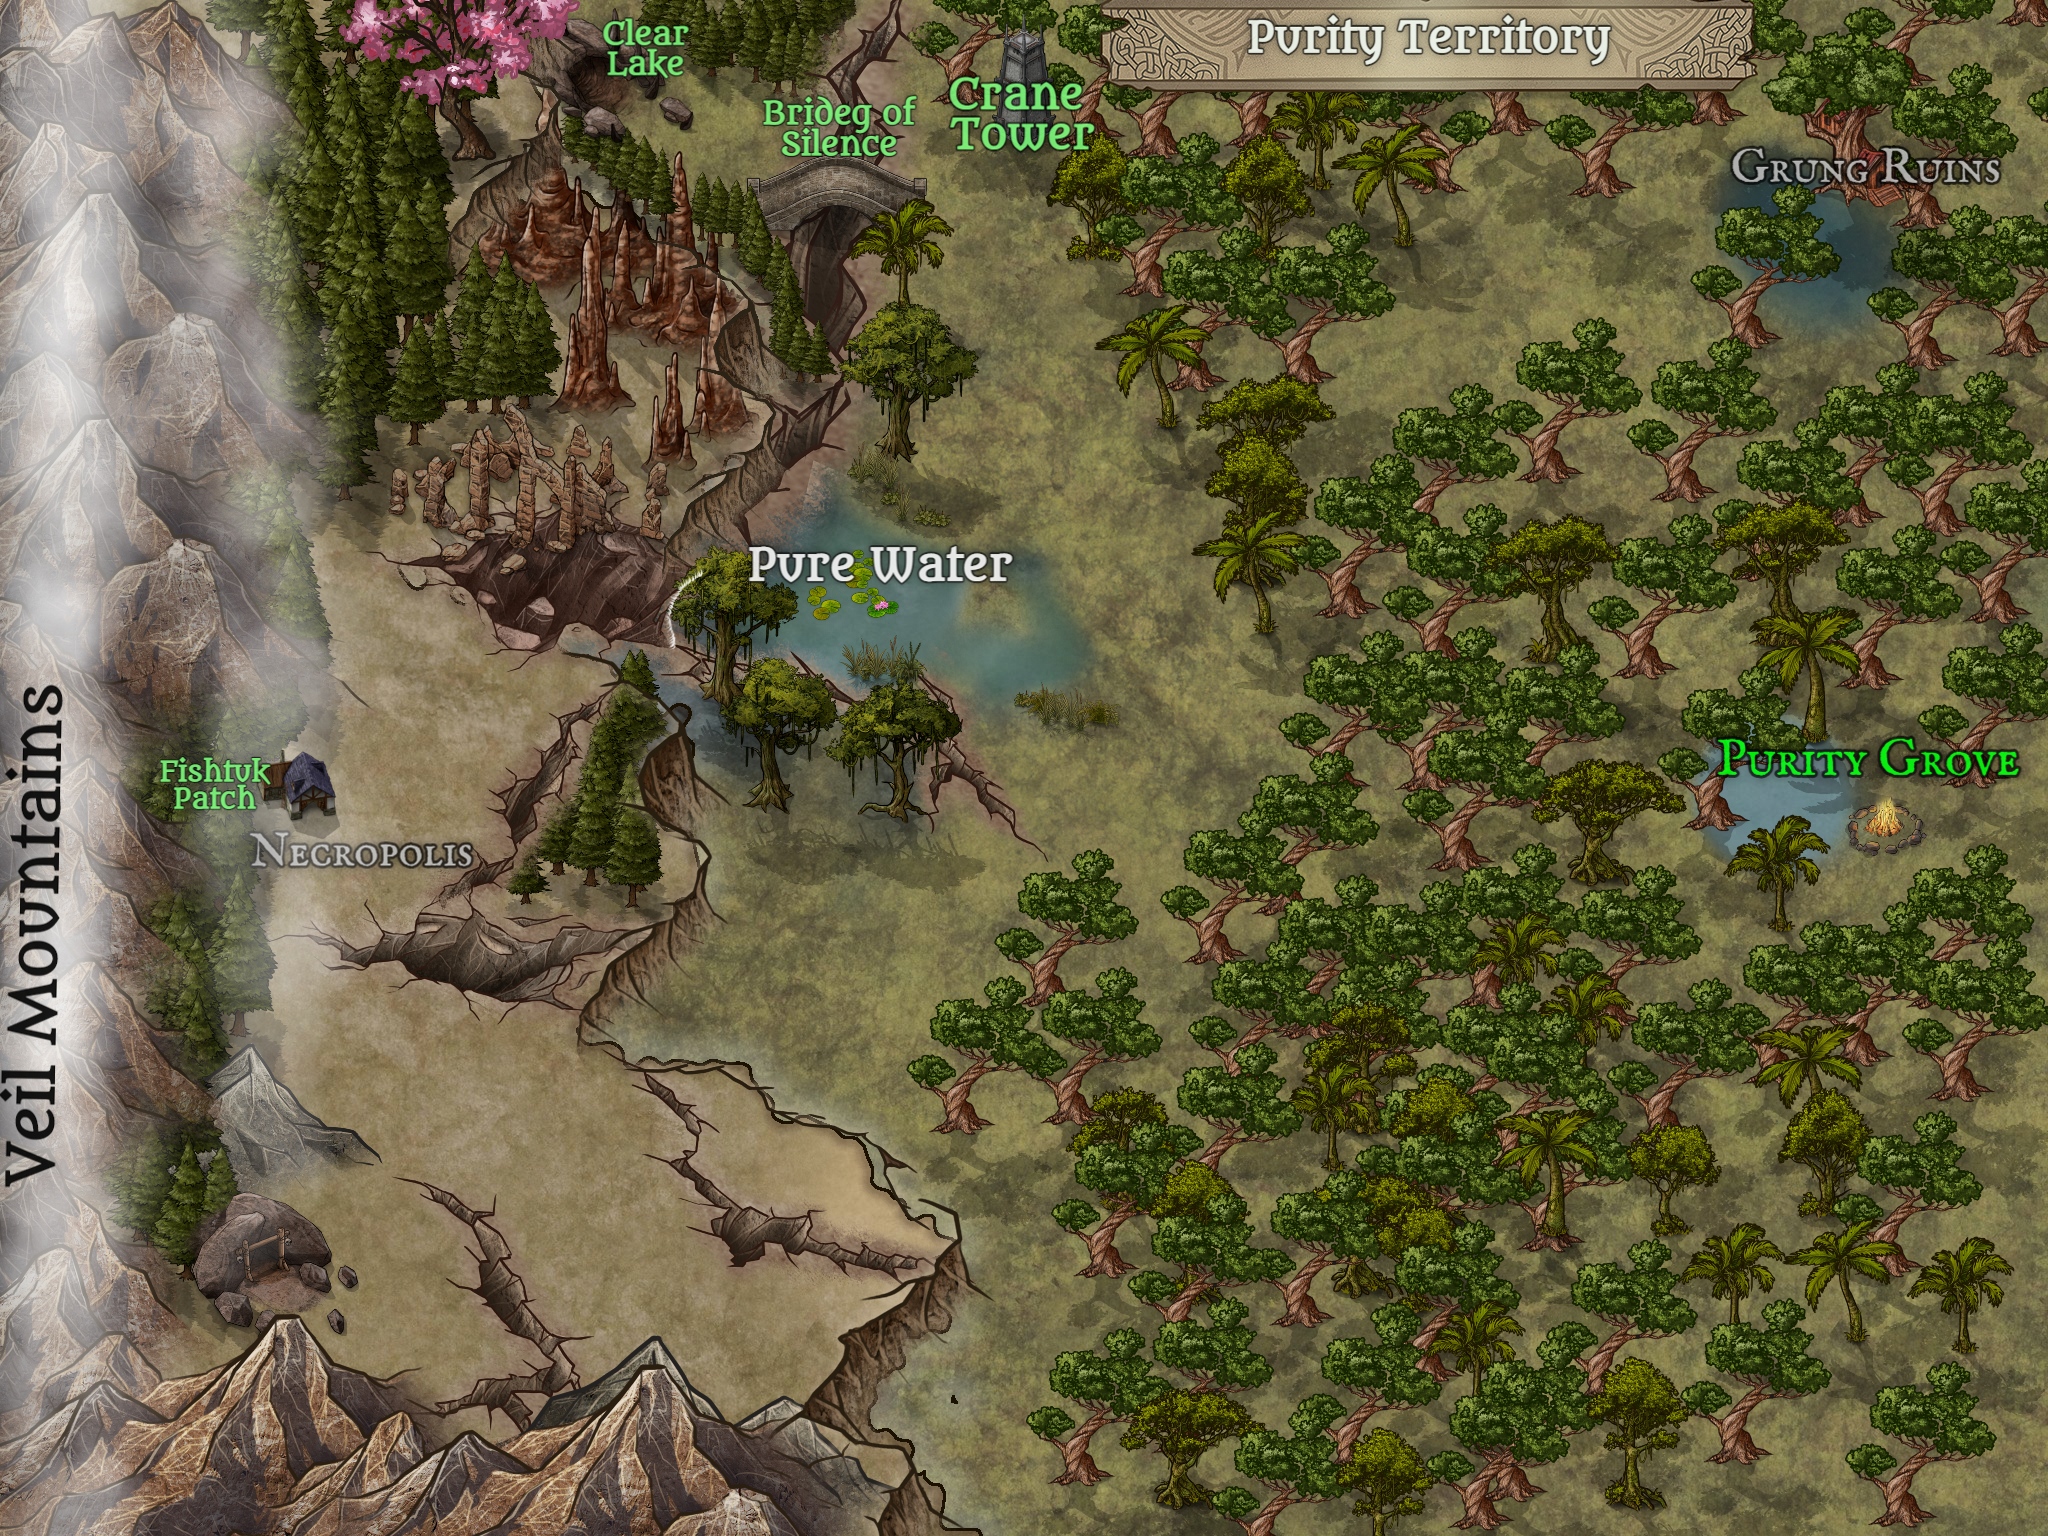 Purity Territory
Clear
Lake
Brideg of
Silence
Crane
Tower
Grung Ruins
Pure Water
Purity Grove
Fishtuk
Patch
Necropolis
Veil Mountains